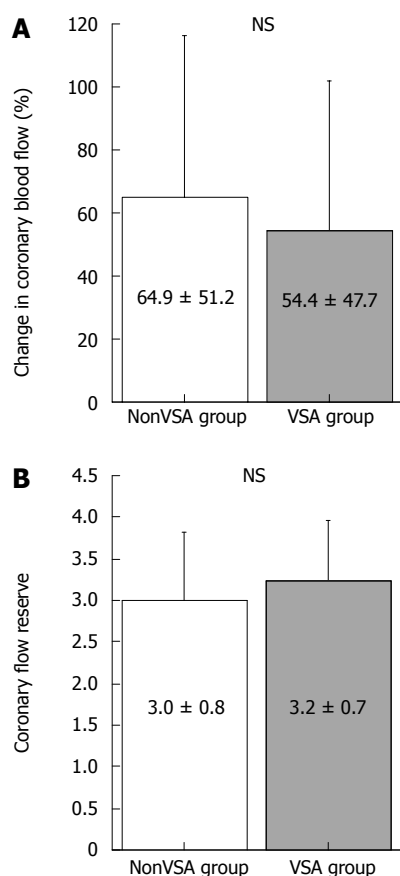 A
NS
Change in coronary blood flow (%)
120
100
80
60
40
20
0
64.9 ± 51.2
54.4 ± 47.7
NonVSA group
VSA group
B
NS
Coronary flow reserve
4.5
4.0
3.5
3.0
2.5
2.0
1.5
1.0
0.5
0
3.0 ± 0.8
3.2 ± 0.7
NonVSA group
VSA group